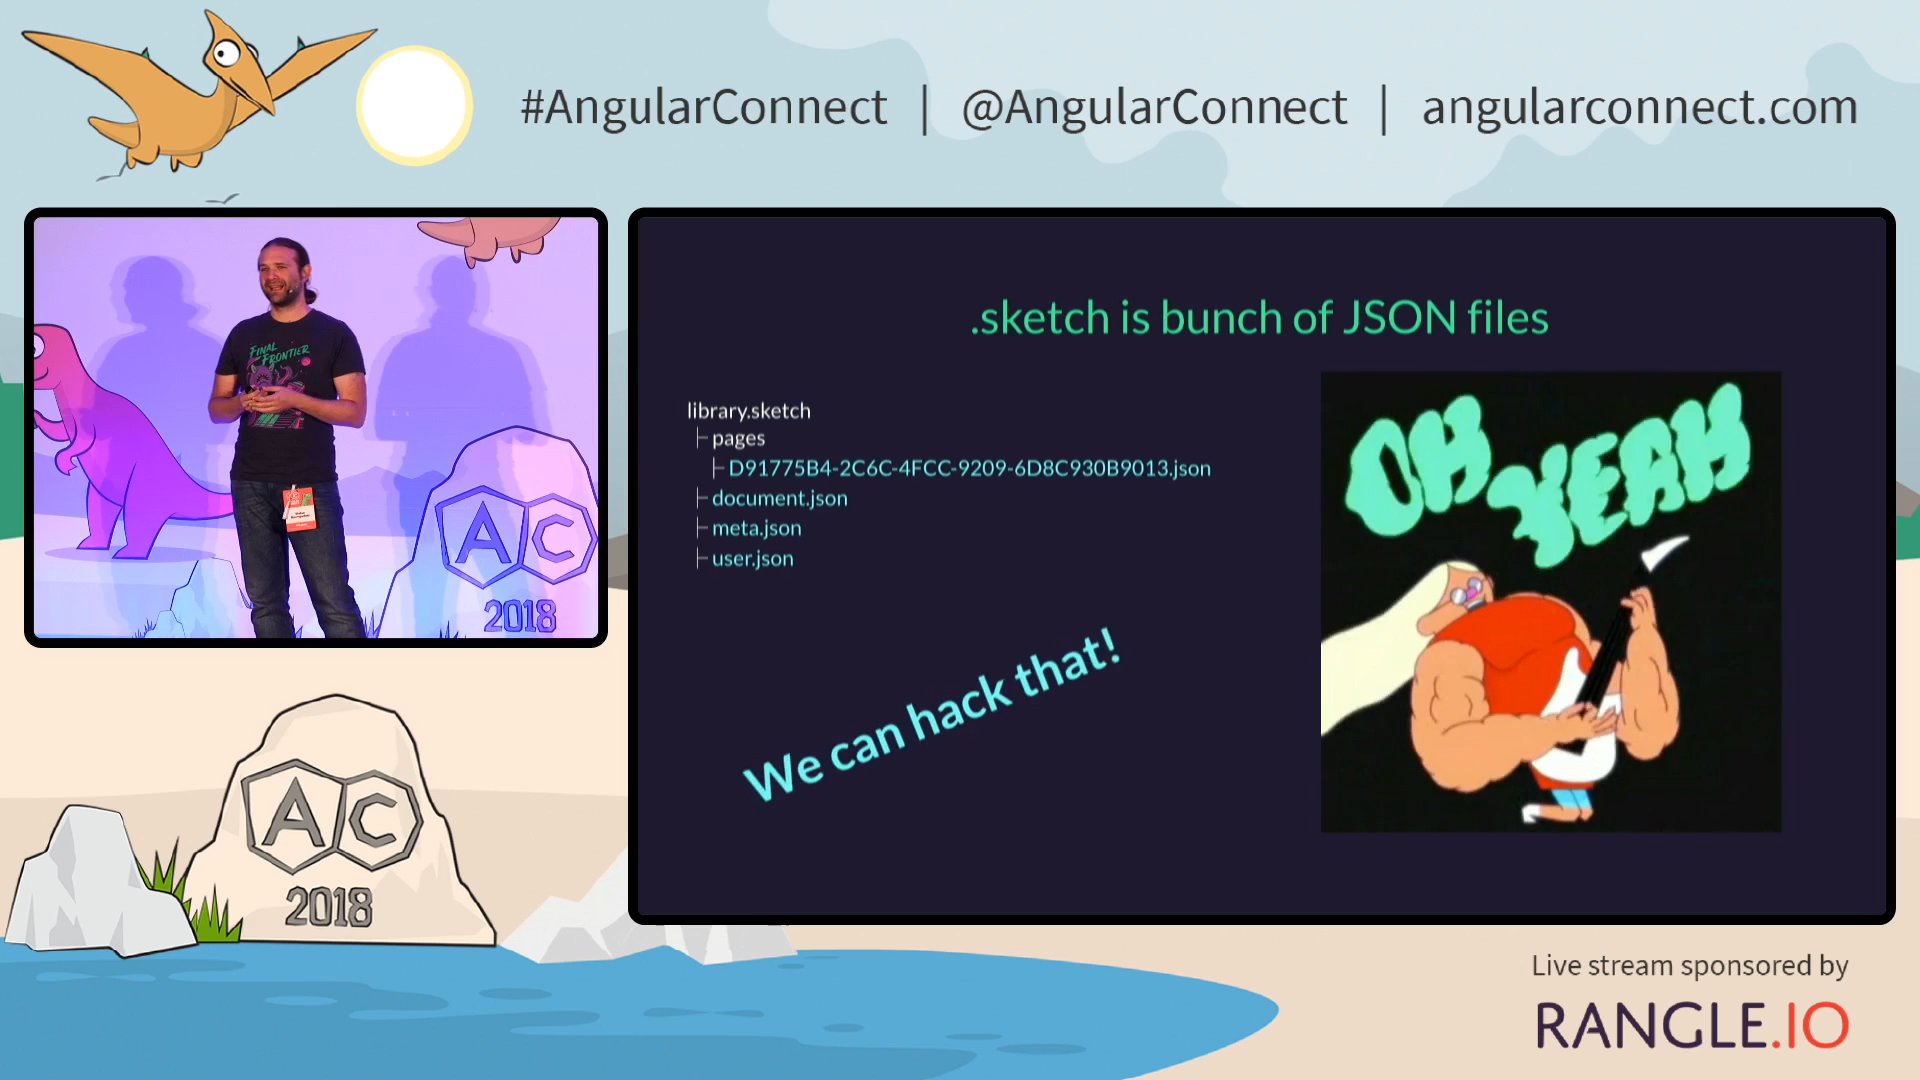 #AngularConnect | @AngularConnect | angularconnect.com
FINAL
FRONTIER
AC
2018
.sketch is bunch of JSON files
library.sketch
pages
D91775B4-2C6C-4FCC-9209-6D8C930B9013.json
document.json
meta.json
user.json
We can hack that!
OH
YEAH
AC
2018
Live stream sponsored by
RANGLE.IO